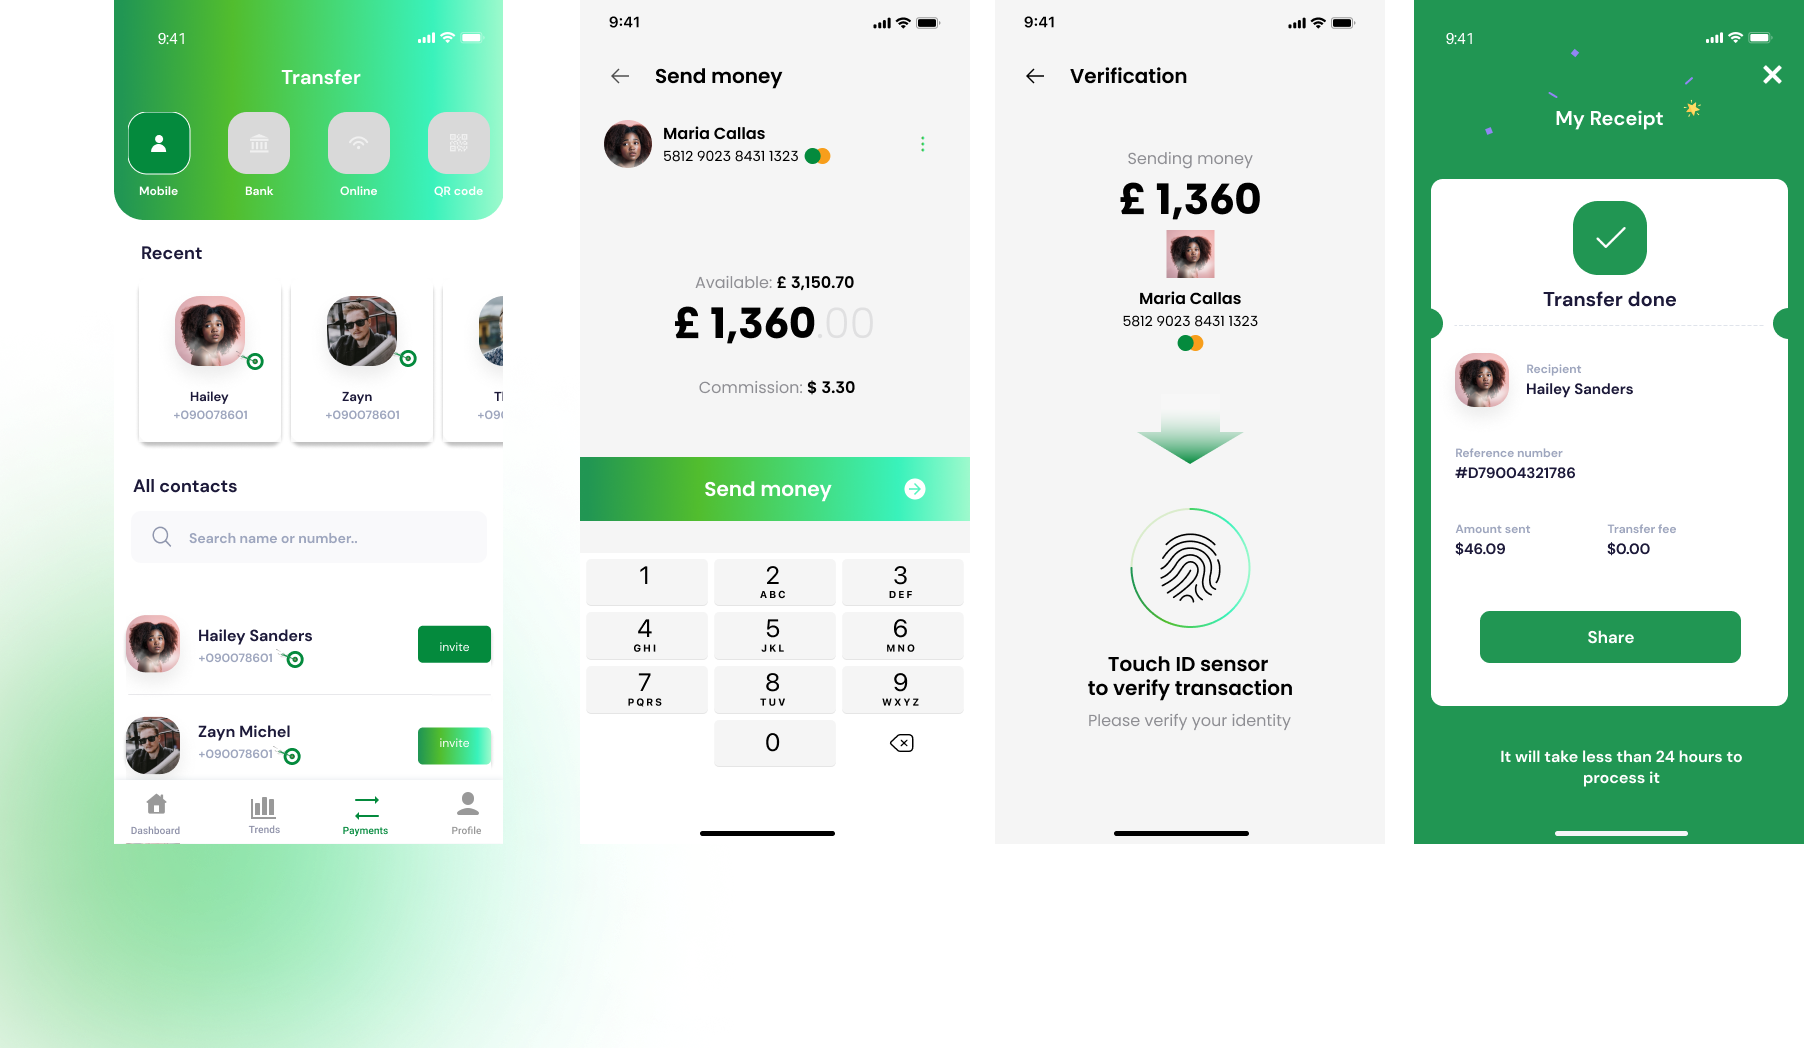 9:41
Transfer
Mobile
Bank
Online
QR code
Recent
Hailey
+090078601
Zayn
+090078601
All contacts
Search name or number..
Hailey Sanders
+090078601
invite
Zayn Michel
+090078601
invite
Dashboard
Trends
Payments
Profile
9:41
Send money
Maria Callas
5812 9023 8431 1323
Available: £ 3,150.70
£ 1,360.00
Commission: $ 3.30
Send money
1
2
ABC
3
DEF
4
GHI
5
JKL
6
MNO
7
PQRS
8
TUV
9
WXYZ
0
9:41
Verification
Sending money
£ 1,360
Maria Callas
5812 9023 8431 1323
Touch ID sensor
to verify transaction
Please verify your identity
9:41
My Receipt
Transfer done
Recipient
Hailey Sanders
Reference number
#D79004321786
Amount sent
$46.09
Transfer fee
$0.00
Share
It will take less than 24 hours to
process it